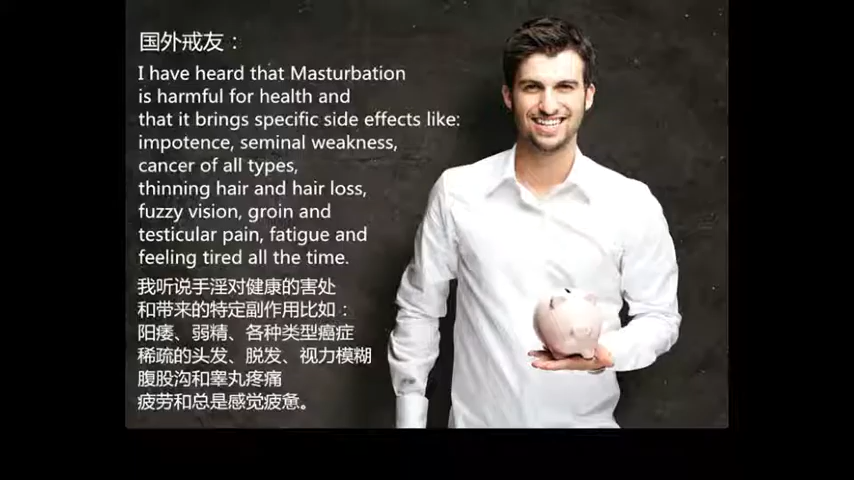 国外戒友：
I have heard that Masturbation
is harmful for health and
that it brings specific side effects like:
impotence, seminal weakness,
cancer of all types,
thinning hair and hair loss,
fuzzy vision, groin and
testicular pain, fatigue and
feeling tired all the time.
我听说手淫对健康的害处
和带来的特定副作用比如：
阳痿、弱精、各种类型癌症
稀疏的头发、脱发、视力模糊
腹股沟和睾丸疼痛
疲劳和总是感觉疲惫。